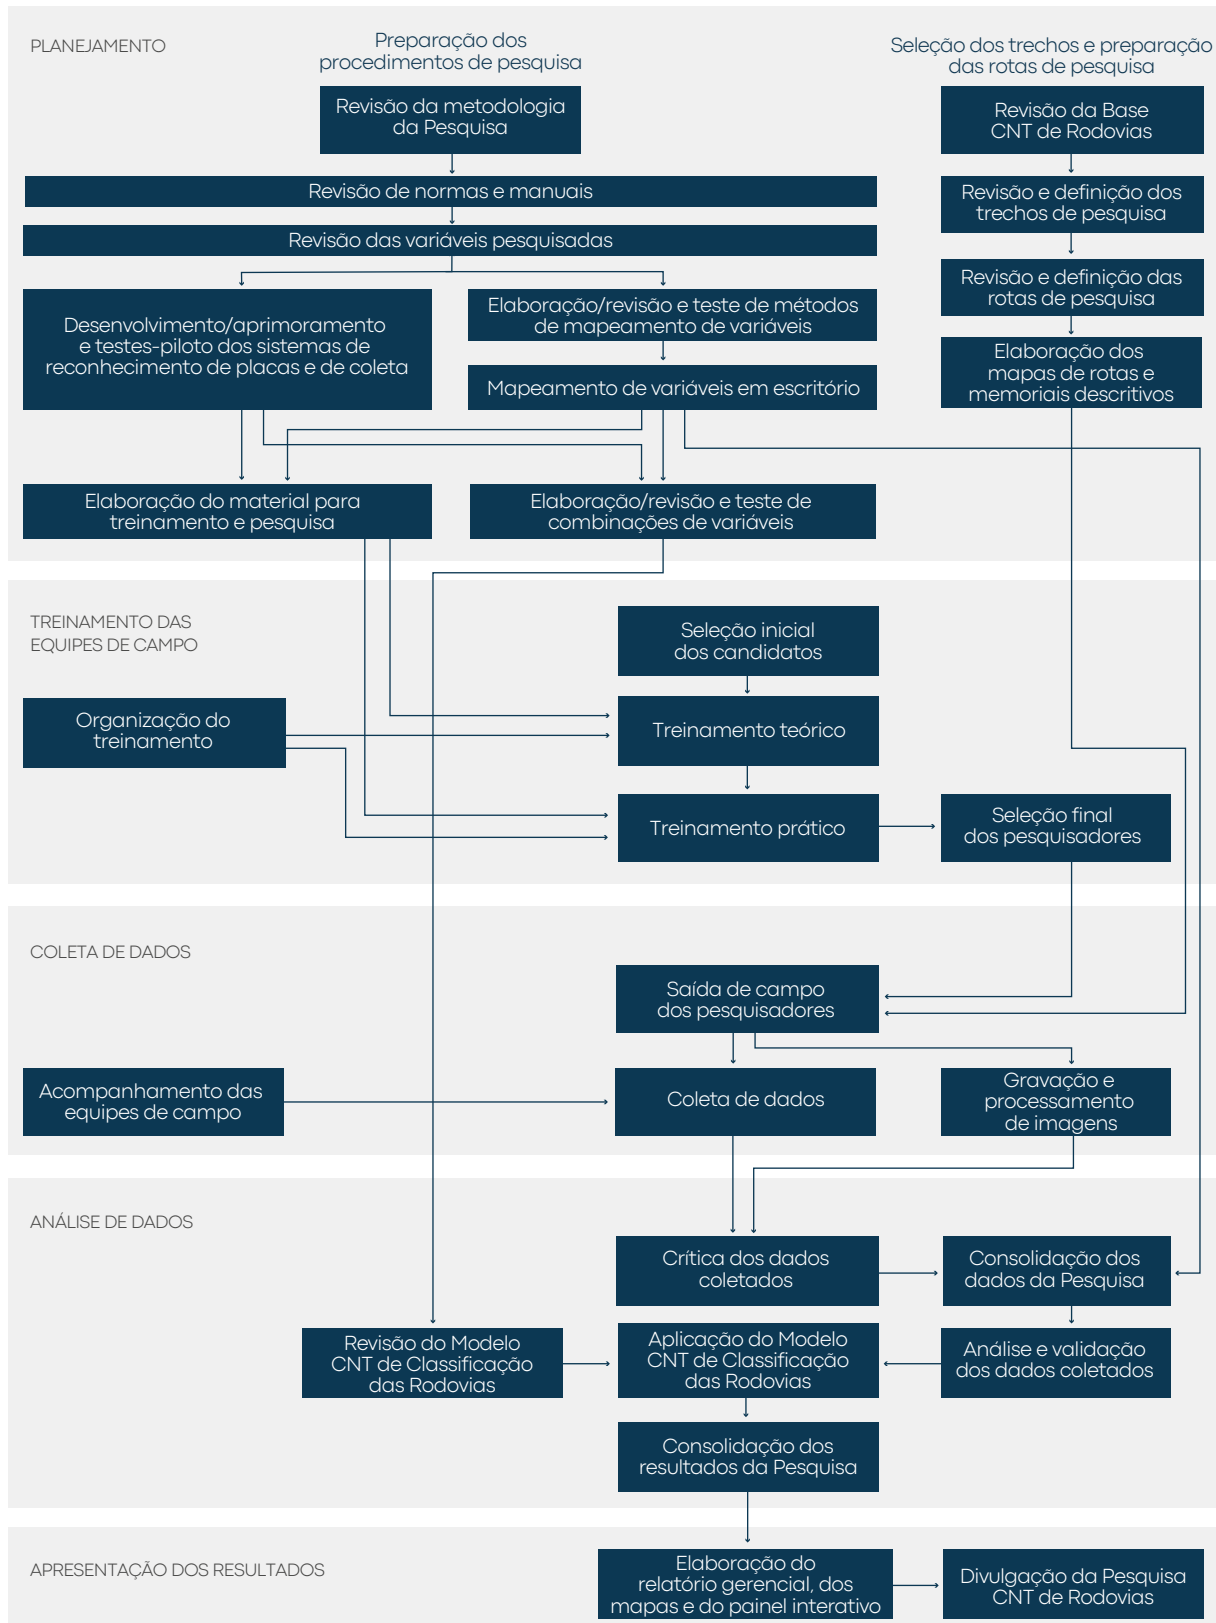 PLANEJAMENTO
Preparação dos
procedimentos de pesquisa
Seleção dos trechos e preparação
das rotas de pesquisa
Revisão da metodologia
da Pesquisa
Revisão da Base
CNT de Rodovias
Revisão de normas e manuais
Revisão e definição dos
trechos de pesquisa
Revisão das variáveis pesquisadas
Revisão e definição das
rotas de pesquisa
Desenvolvimento/aprimoramento
e testes-piloto dos sistemas de
reconhecimento de placas e de coleta
Elaboração/revisão e teste de métodos
de mapeamento de variáveis
Elaboração dos
mapas de rotas e
memoriais descritivos
Mapeamento de variáveis em escritório
Elaboração do material para
treinamento e pesquisa
Elaboração/revisão e teste de
combinações de variáveis
TREINAMENTO DAS
EQUIPES DE CAMPO
Seleção inicial
dos candidatos
Organização do
treinamento
Treinamento teórico
Treinamento prático
Seleção final
dos pesquisadores
COLETA DE DADOS
Saída de campo
dos pesquisadores
Acompanhamento das
equipes de campo
Coleta de dados
Gravação e
processamento
de imagens
ANÁLISE DE DADOS
Crítica dos dados
coletados
Consolidação dos
dados da Pesquisa
Revisão do Modelo
CNT de Classificação
das Rodovias
Aplicação do Modelo
CNT de Classificação
das Rodovias
Análise e validação
dos dados coletados
Consolidação dos
resultados da Pesquisa
APRESENTAÇÃO DOS RESULTADOS
Elaboração do
relatório gerencial, dos
mapas e do painel interativo
Divulgação da Pesquisa
CNT de Rodovias